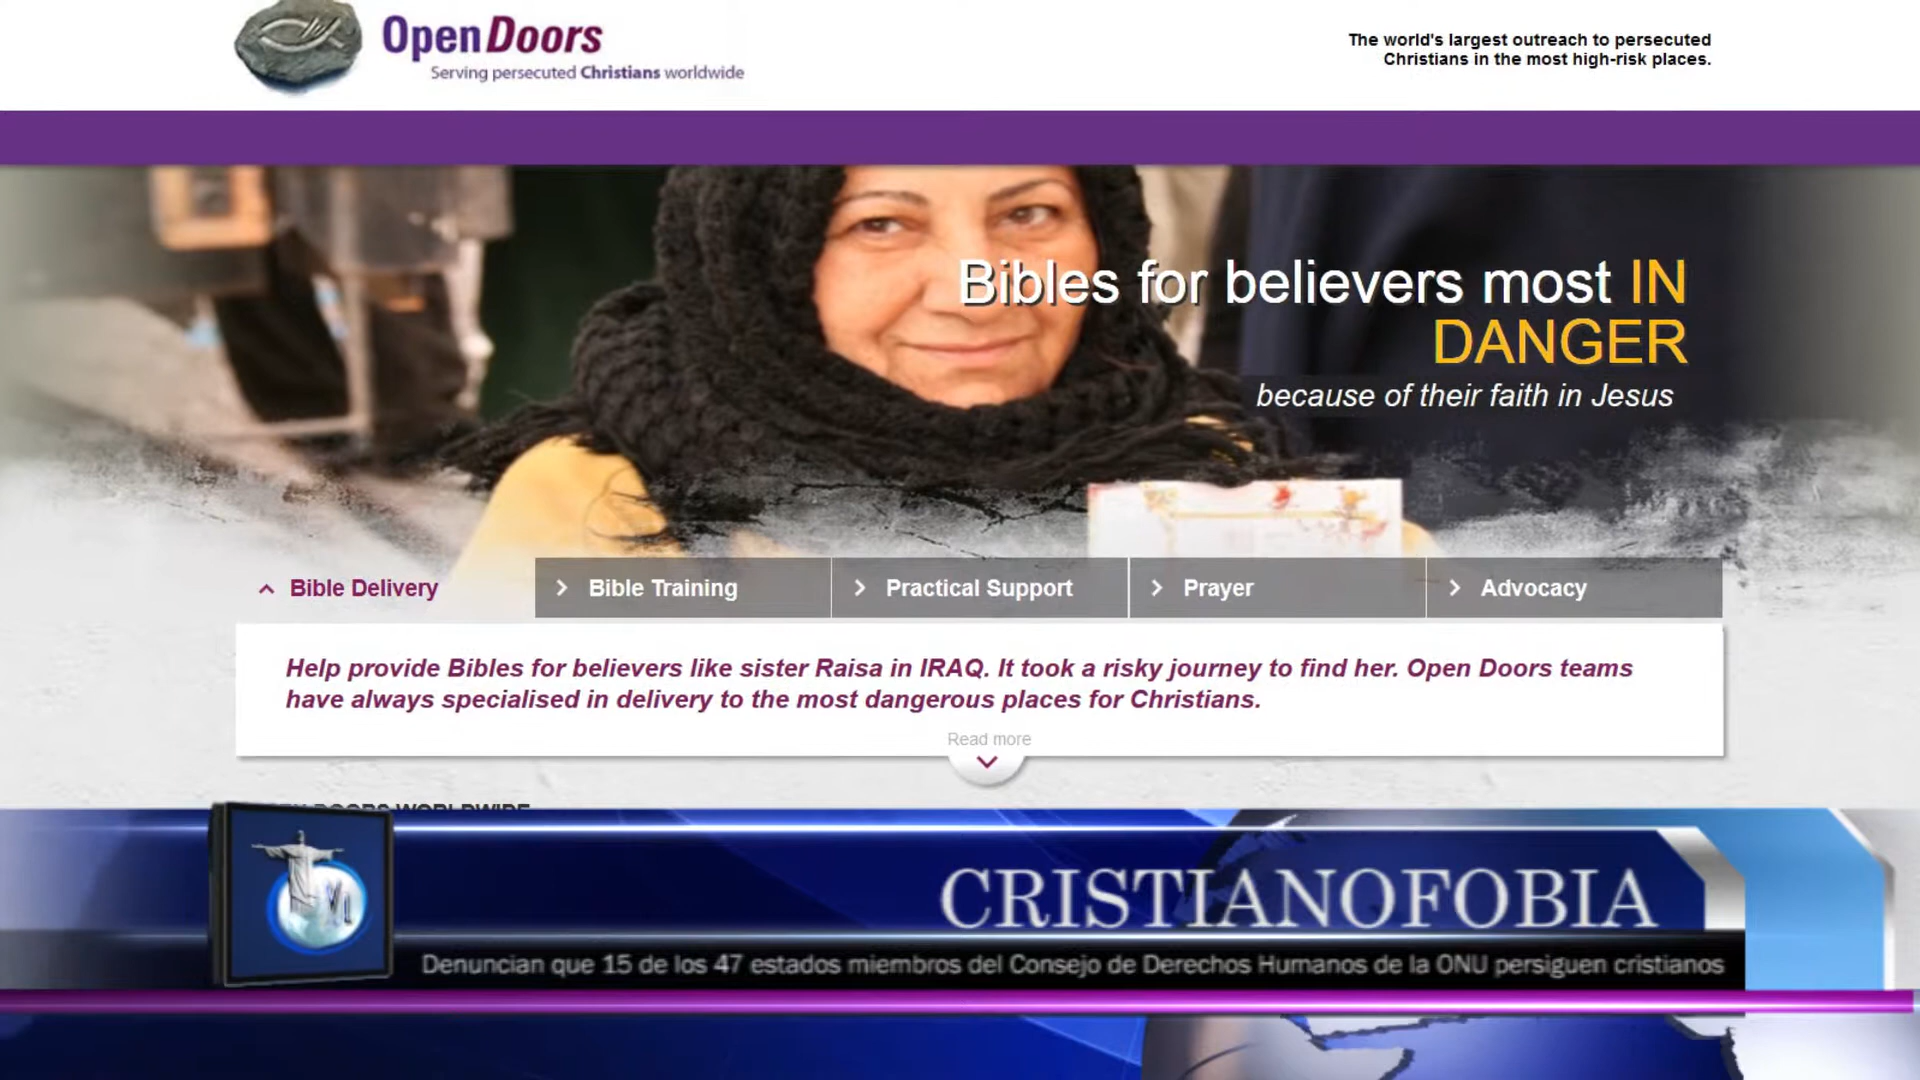 OpenDoors
Serving persecuted Christians worldwide
The world's largest outreach to persecuted
Christians in the most high-risk places.
Bibles for believers most IN
DANGER
because of their faith in Jesus
Bible Delivery
Bible Training
Practical Support
Prayer
Advocacy
Help provide Bibles for believers like sister Raisa in IRAQ. It took a risky journey to find her. Open Doors teams
have always specialised in delivery to the most dangerous places for Christians.
Read more
DOORS WORLDWIDE
CRISTIANOFOBIA
Denuncian que 15 de los 47 estados miembros del Consejo de Derechos Humanos de la ONU persiguen cristianos